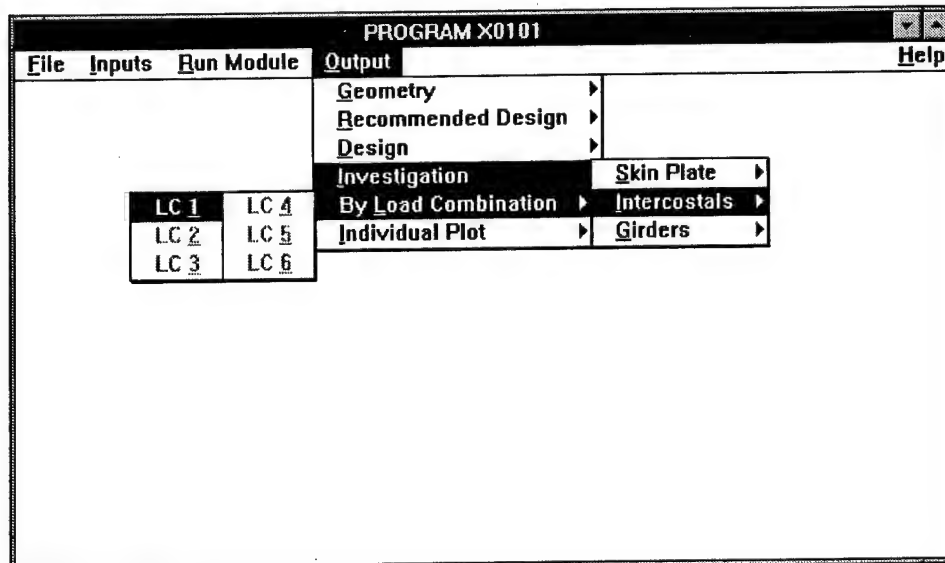 PROGRAM X0101
File Inputs Run Module Output Help
Geometry
Recommended Design
Design
Investigation
By Load Combination
Individual Plot
Skin Plate
Intercostals
Girders
LC 1 LC 4
LC 2 LC 5
LC 3 LC 6